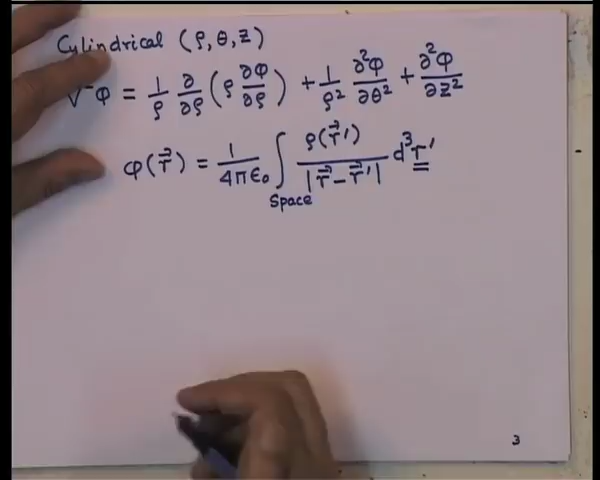 Cylindrical (ρ, θ, z)
∇²φ = 1/ρ ∂/∂ρ (ρ ∂φ/∂ρ) + 1/ρ² ∂²φ/∂θ² + ∂²φ/∂z²
φ(r⃗) = 1/4πε₀ ∫ ρ(r⃗')/|r⃗ - r⃗'| d³r'
Space
3